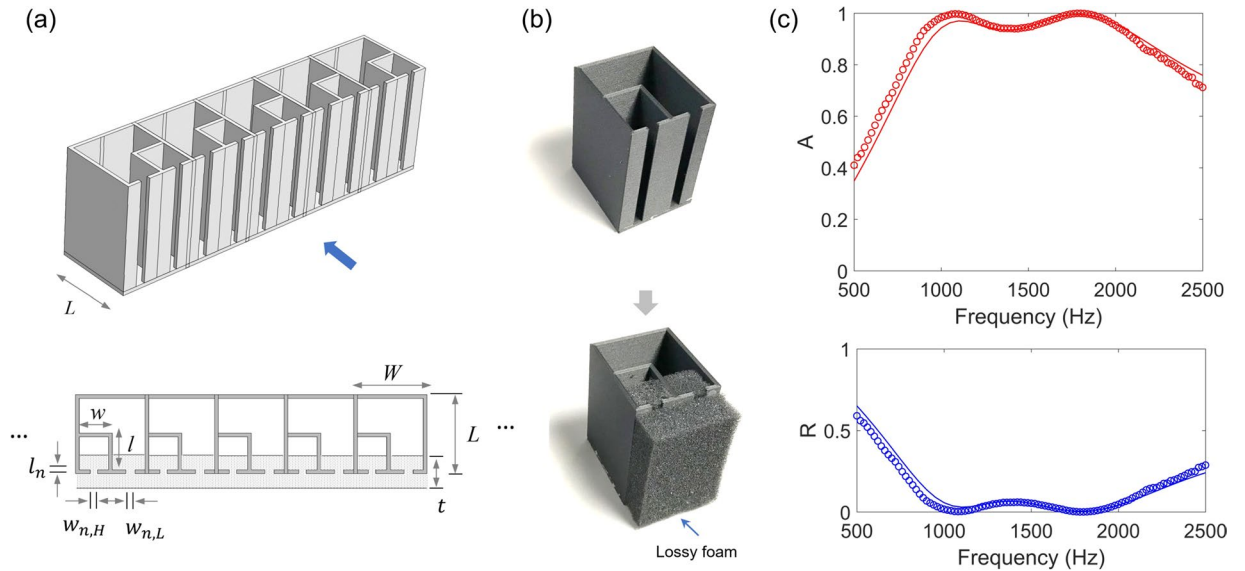 (a)
L
W
w
l
L
...
...
l_n
t
w_{n,H}
w_{n,L}
(b)
Lossy foam
(c)
1
0.8
0.6
A
0.4
0.2
0
500 1000 1500 2000 2500
Frequency (Hz)
1
0.5
R
0
500 1000 1500 2000 2500
Frequency (Hz)